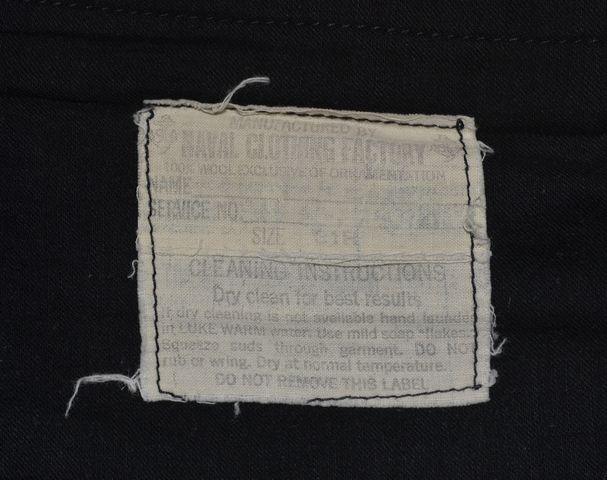 MANUFACTURED BY
NAVAL CLOTHING FACTORY
100% WOOL EXCLUSIVE OF ORNAMENTATION
NAME
SERVICE NO.
SIZE
CLEANING INSTRUCTIONS
Dry clean for best results
If dry cleaning is not available hand launder
in LUKE WARM water. Use mild soap "flakes
Squeeze suds through garment. DO NO
rub or wring. Dry at normal temperature.
DO NOT REMOVE THIS LABEL